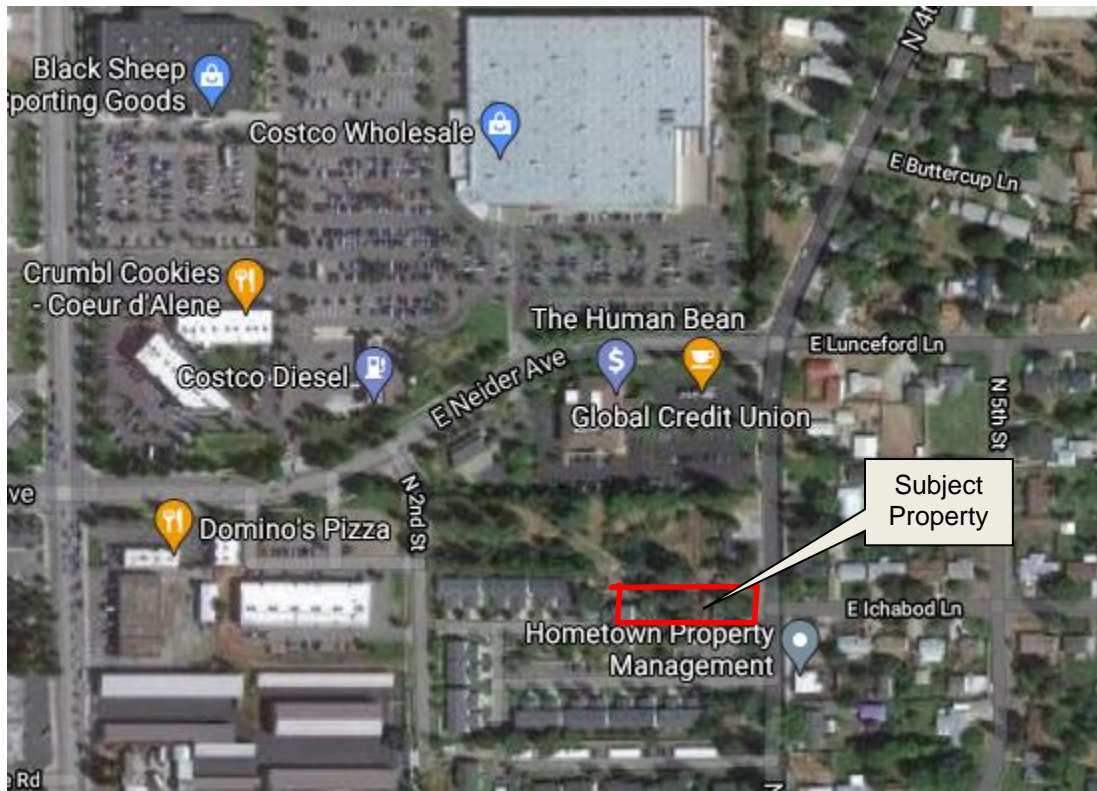 Black Sheep
porting Goods
Costco Wholesale
N 4t
E Buttercup Ln
Crumbl Cookies
- Coeur d'Alene
The Human Bean
E Lunceford Ln
Costco Diesel
E Neider Ave
Global Credit Union
N 5th St
Subject
Property
ve
N 2nd St
Domino's Pizza
E Ichabod Ln
Hometown Property
Management
e Rd
N